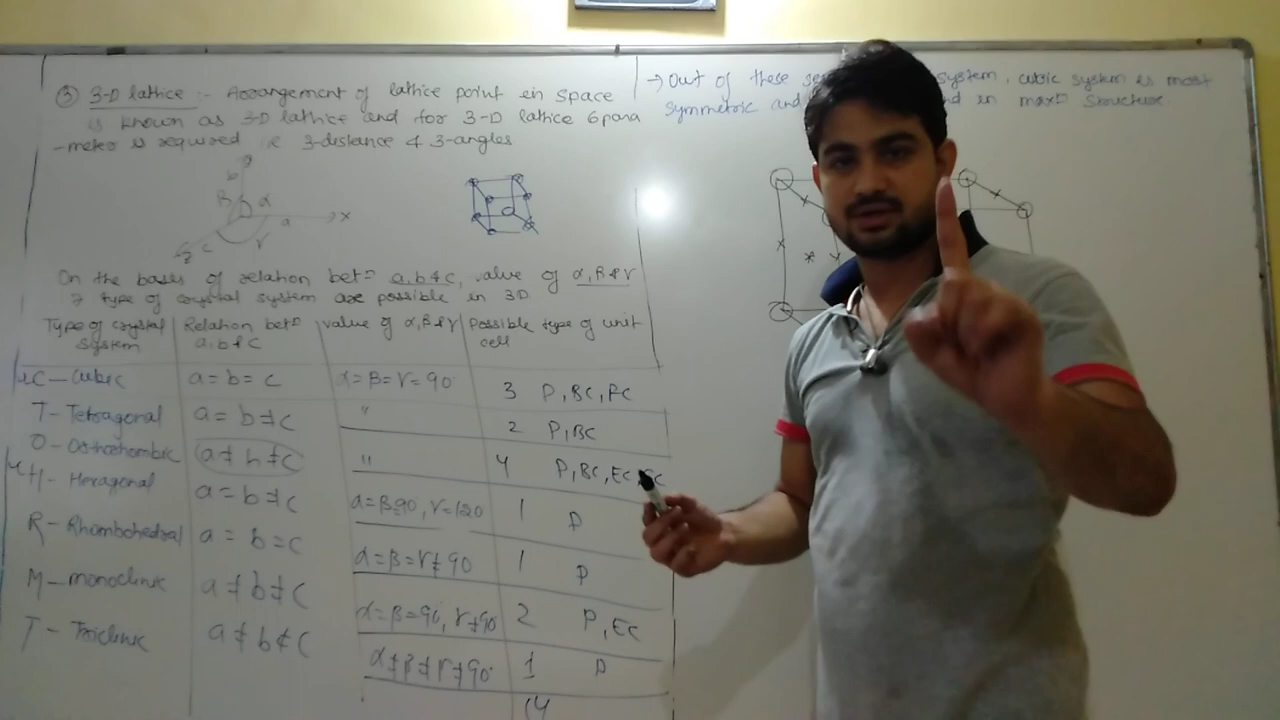 ③ 3-D lattice :- Arrangement of lattice point in space
is known as 3D lattice and for 3-D lattice 6 para
-meter is required i.e 3-distance & 3-angles
b
β α
a
x
c γ
z
On the bases of relation betⁿ a, b & c, value of α, β & γ
7 type of crystal system are possible in 3D
Type of crystal system | Relation betⁿ a, b & c | value of α, β & γ | Possible type of unit cell
C - Cubic | a = b = c | α = β = γ = 90° | 3 P, BC, FC
T - Tetragonal | a = b ≠ c | " | 2 P, BC
O - Orthorhombic | a ≠ b ≠ c | " | 4 P, BC, EC, FC
H - Hexagonal | a = b ≠ c | α = β = 90, γ = 120 | 1 P
R - Rhombohedral | a = b = c | α = β = γ ≠ 90 | 1 P
M - monoclinic | a ≠ b ≠ c | α = β = 90, γ ≠ 90 | 2 P, EC
T - Triclinic | a ≠ b ≠ c | α ≠ β ≠ γ ≠ 90° | 1 P
14
→ Out of these system, cubic system is most
symmetric and in maxᵐ structure.